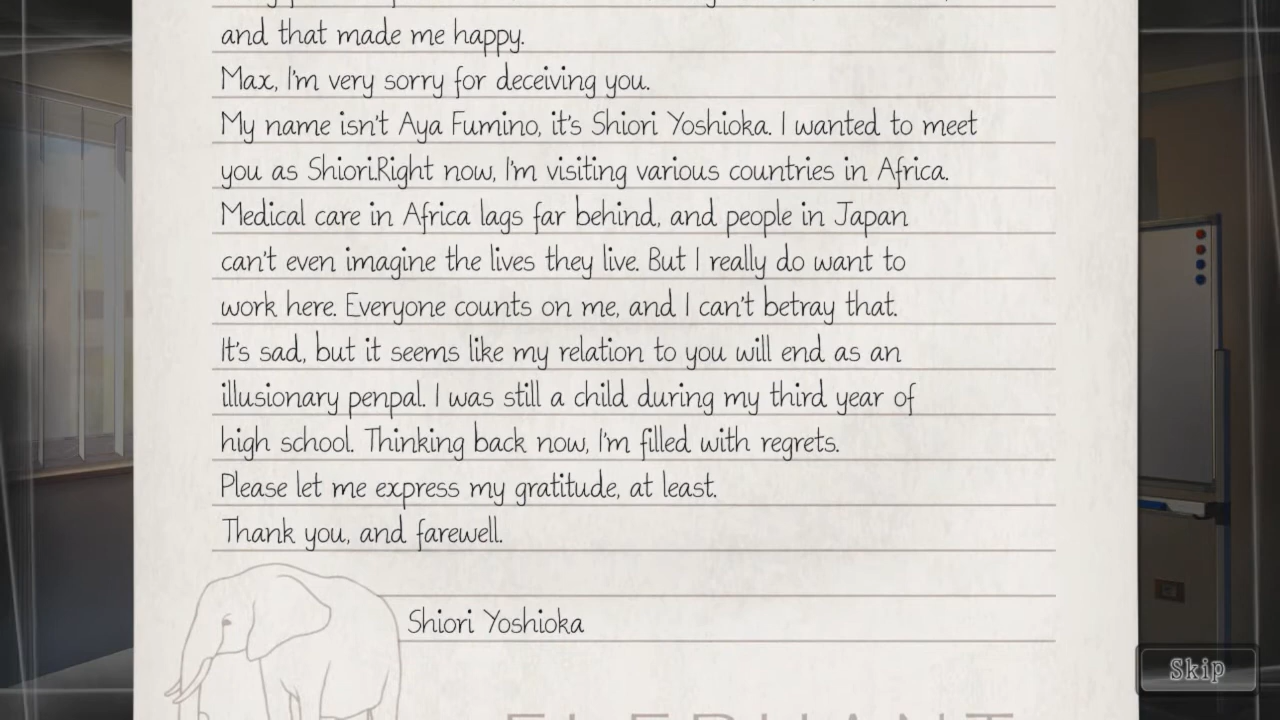 and that made me happy.
Max, I'm very sorry for deceiving you.
My name isn't Aya Fumino, it's Shiori Yoshioka. I wanted to meet
you as Shiori.Right now, I'm visiting various countries in Africa.
Medical care in Africa lags far behind, and people in Japan
can't even imagine the lives they live. But I really do want to
work here. Everyone counts on me, and I can't betray that.
It's sad, but it seems like my relation to you will end as an
illusionary penpal. I was still a child during my third year of
high school. Thinking back now, I'm filled with regrets.
Please let me express my gratitude, at least.
Thank you, and farewell.
Shiori Yoshioka
Skip
ELEPHANT